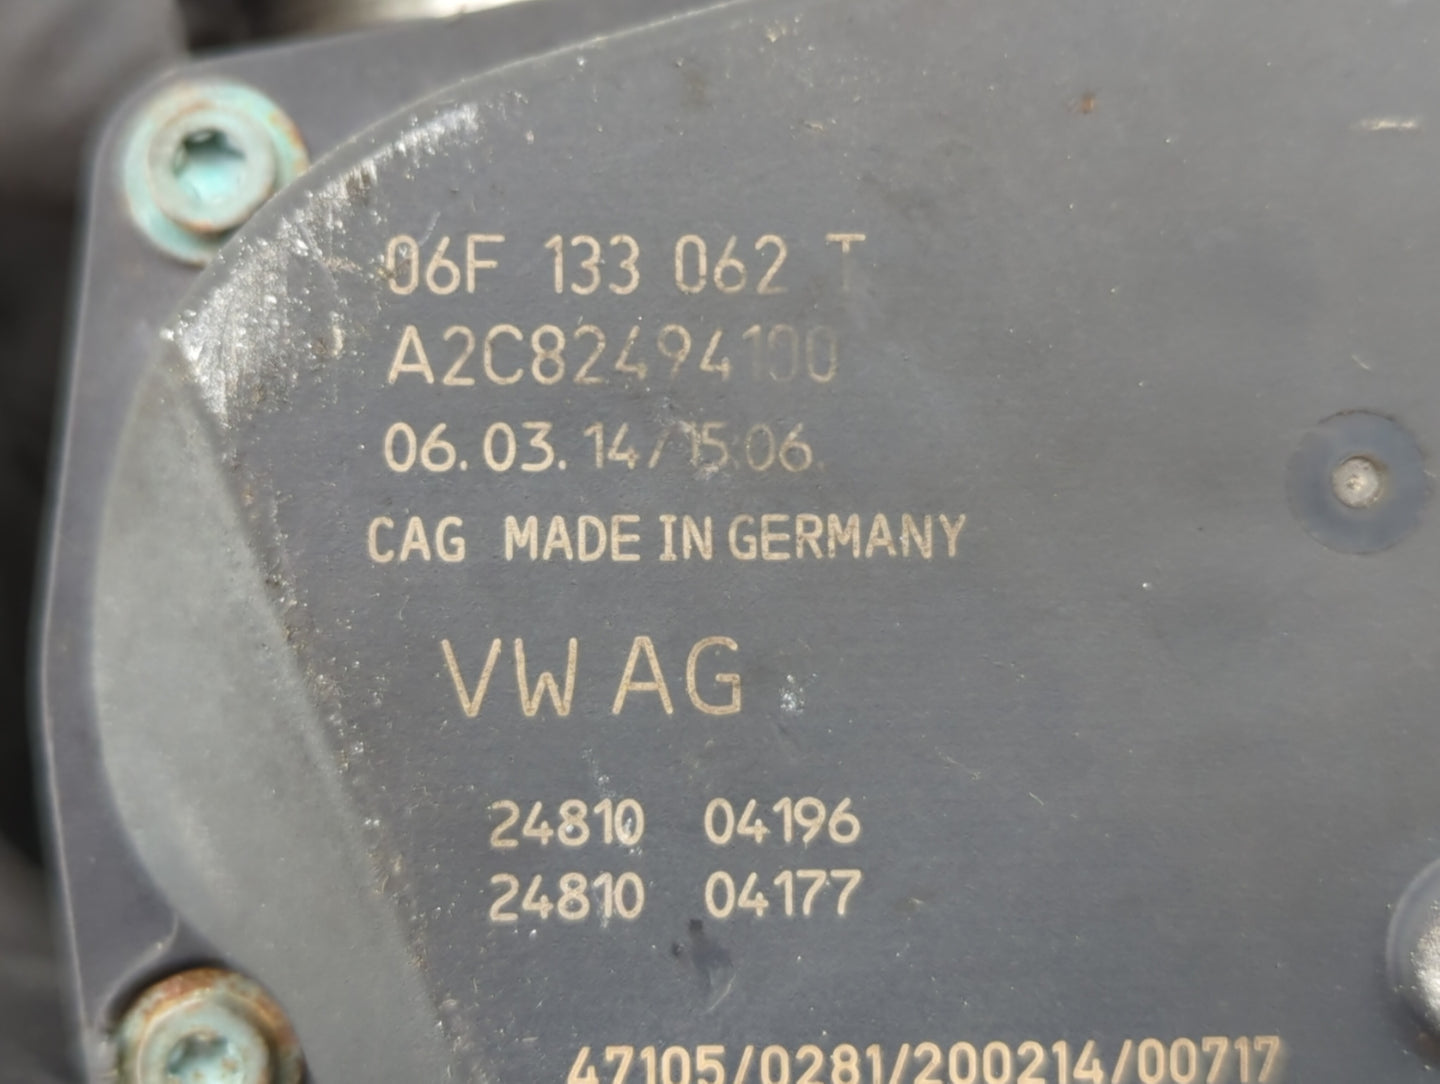 06F 133 062 T
A2C82494100
06.03.14/15:06.
CAG MADE IN GERMANY
VW AG
24810 04196
24810 04177
47105/0281/200214/00717